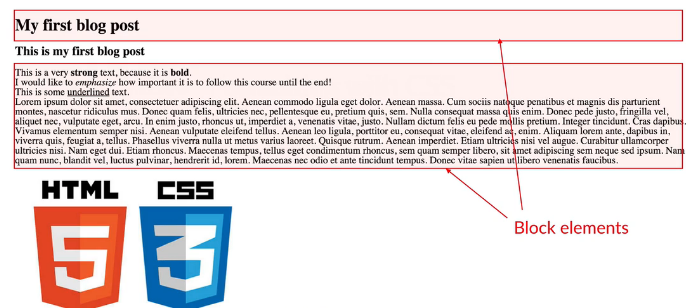 My first blog post
This is my first blog post
This is a very strong text, because it is bold.
I would like to emphasize how important it is to follow this course until the end!
This is some underlined text.
Lorem ipsum dolor sit amet, consectetuer adipiscing elit. Aenean commodo ligula eget dolor. Aenean massa. Cum sociis natoque penatibus et magnis dis parturient
montes, nascetur ridiculus mus. Donec quam felis, ultricies nec, pellentesque eu, pretium quis, sem. Nulla consequat massa quis enim. Donec pede justo, fringilla vel,
aliquet nec, vulputate eget, arcu. In enim justo, rhoncus ut, imperdiet a, venenatis vitae, justo. Nullam dictum felis eu pede mollis pretium. Integer tincidunt. Cras dapibus.
Vivamus elementum semper nisi. Aenean vulputate eleifend tellus. Aenean leo ligula, porttitor eu, consequat vitae, eleifend ac, enim. Aliquam lorem ante, dapibus in,
viverra quis, feugiat a, tellus. Phasellus viverra nulla ut metus varius laoreet. Quisque rutrum. Aenean imperdiet. Etiam ultricies nisi vel augue. Curabitur ullamcorper
ultricies nisi. Nam eget dui. Etiam rhoncus. Maecenas tempus, tellus eget condimentum rhoncus, sem quam semper libero, sit amet adipiscing sem neque sed ipsum. Nam
quam nunc, blandit vel, luctus pulvinar, hendrerit id, lorem. Maecenas nec odio et ante tincidunt tempus. Donec vitae sapien ut libero venenatis faucibus.
HTML CSS
5 3
Block elements